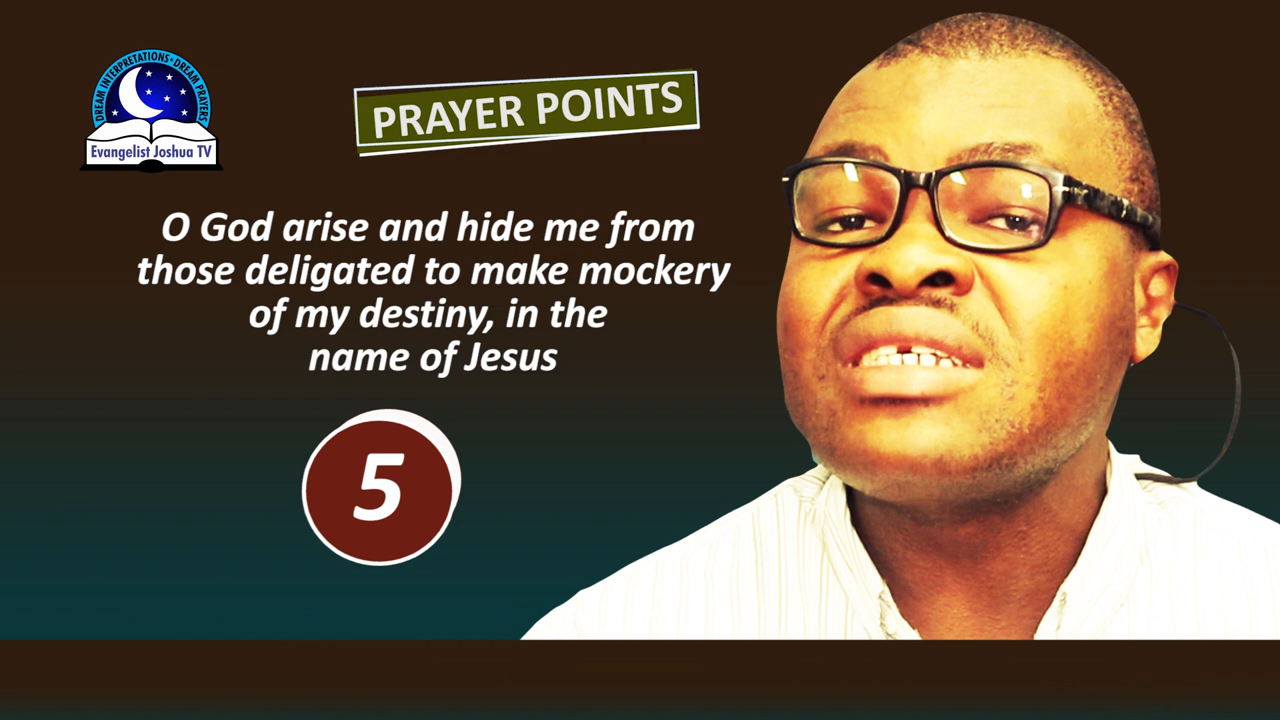 DREAM INTERPRETATIONS · DREAM PRAYERS
Evangelist Joshua TV
PRAYER POINTS
O God arise and hide me from
those deligated to make mockery
of my destiny, in the
name of Jesus
5